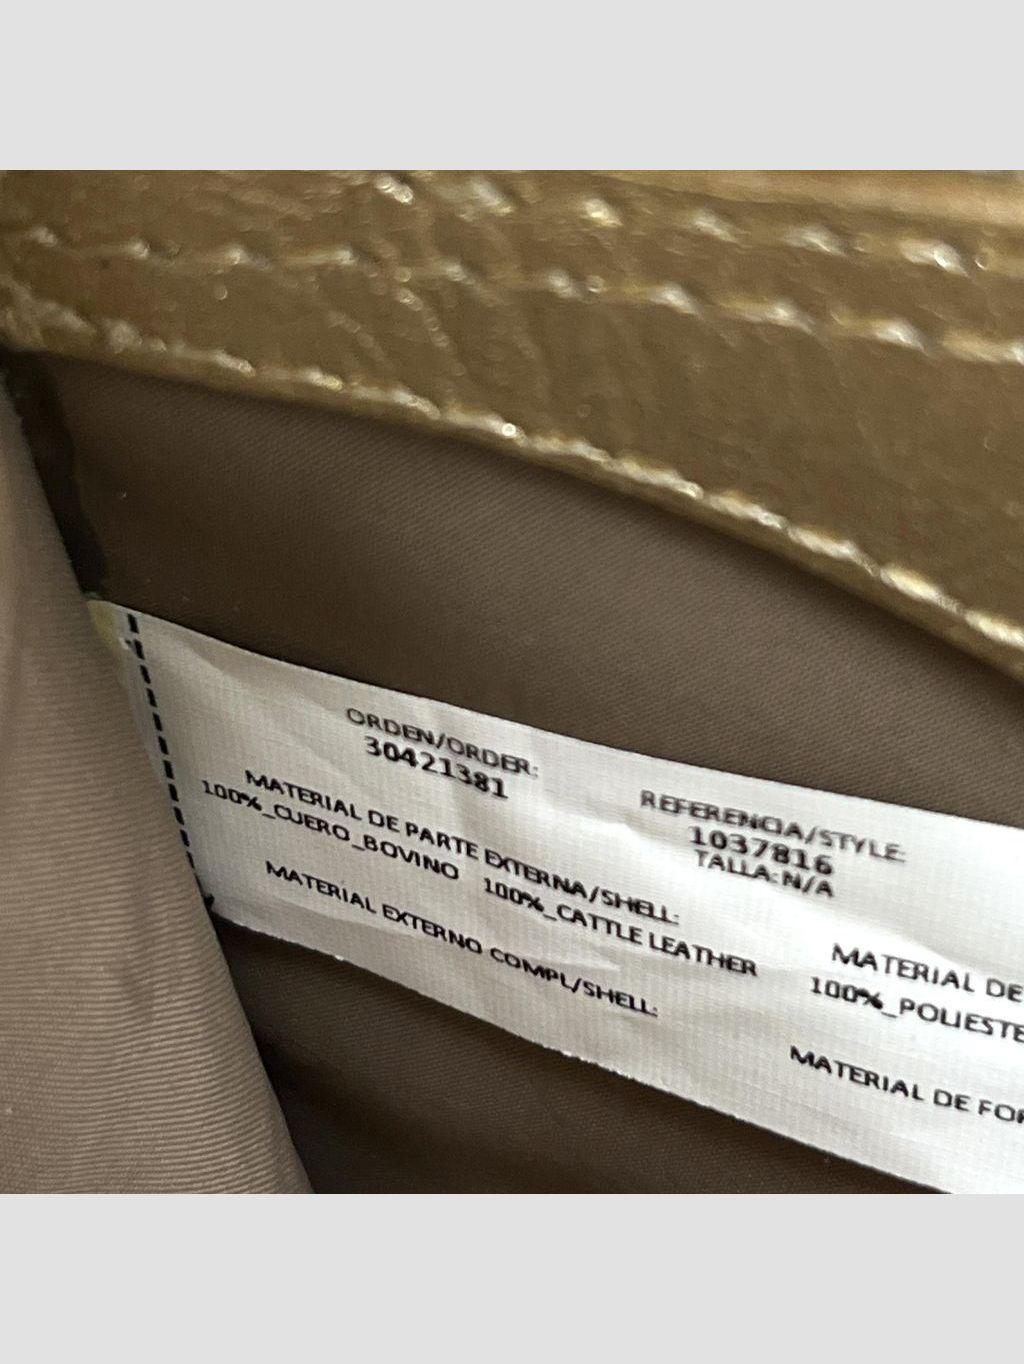 ORDEN/ORDER:
30421381
REFERENCIA/STYLE:
1037816
TALLA: N/A
MATERIAL DE PARTE EXTERNA/SHELL:
100%_CUERO_BOVINO 100%_CATTLE LEATHER
MATERIAL EXTERNO COMPL/SHELL:
MATERIAL DE
100%_POLIESTE
MATERIAL DE FOR